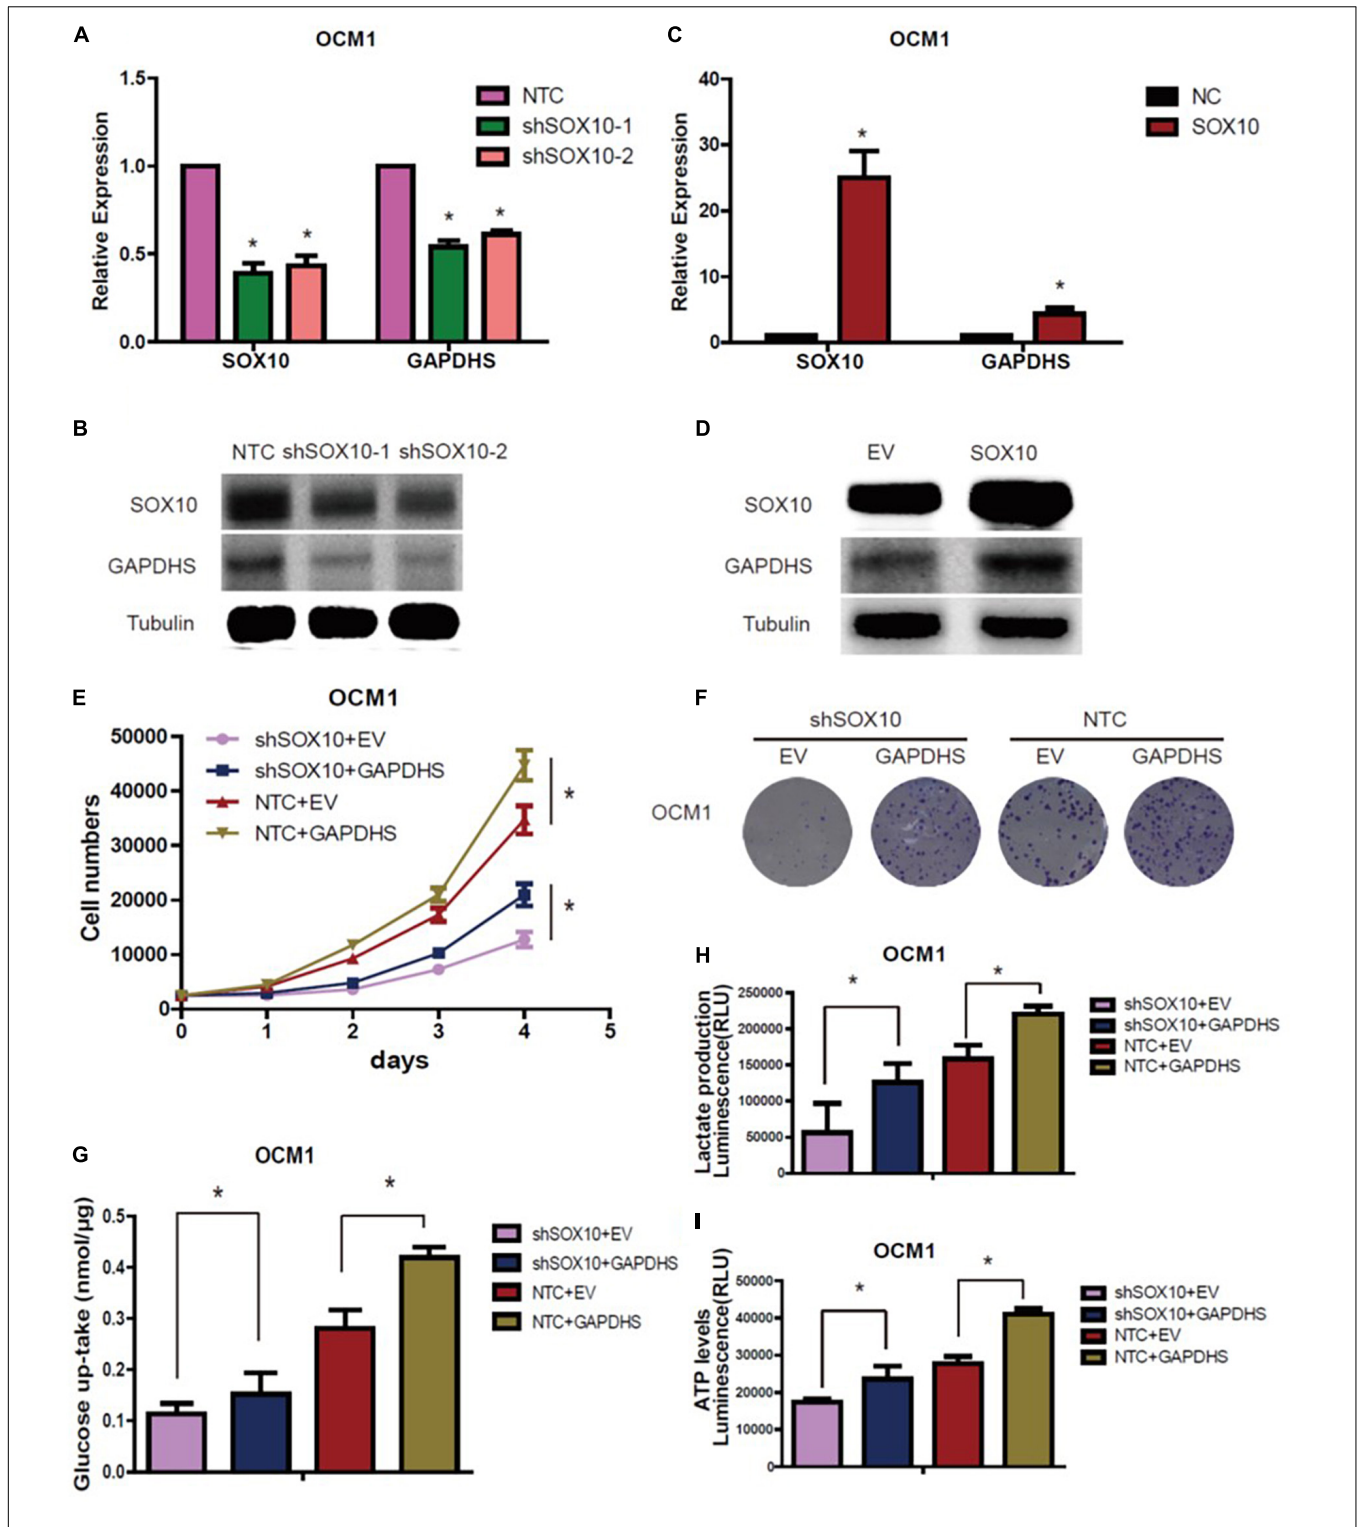 A
OCM1
Relative Expression
1.5
1.0
0.5
0.0
NTC
shSOX10-1
shSOX10-2
*
*
*
*
SOX10
GAPDHS
C
OCM1
Relative Expression
40
30
20
10
0
NC
SOX10
*
*
SOX10
GAPDHS
B
NTC shSOX10-1 shSOX10-2
SOX10
GAPDHS
Tubulin
D
EV SOX10
SOX10
GAPDHS
Tubulin
E
OCM1
Cell numbers
50000
40000
30000
20000
10000
0
shSOX10+EV
shSOX10+GAPDHS
NTC+EV
NTC+GAPDHS
*
*
0 1 2 3 4 5
days
F
shSOX10 NTC
EV GAPDHS EV GAPDHS
OCM1
H
OCM1
Lactate production
Luminescence(RLU)
250000
200000
150000
100000
50000
0
*
*
shSOX10+EV
shSOX10+GAPDHS
NTC+EV
NTC+GAPDHS
G
OCM1
Glucose up-take (nmol/μg)
0.5
0.4
0.3
0.2
0.1
0.0
*
*
shSOX10+EV
shSOX10+GAPDHS
NTC+EV
NTC+GAPDHS
I
OCM1
ATP levels
Luminescence(RLU)
50000
40000
30000
20000
10000
0
*
*
shSOX10+EV
shSOX10+GAPDHS
NTC+EV
NTC+GAPDHS